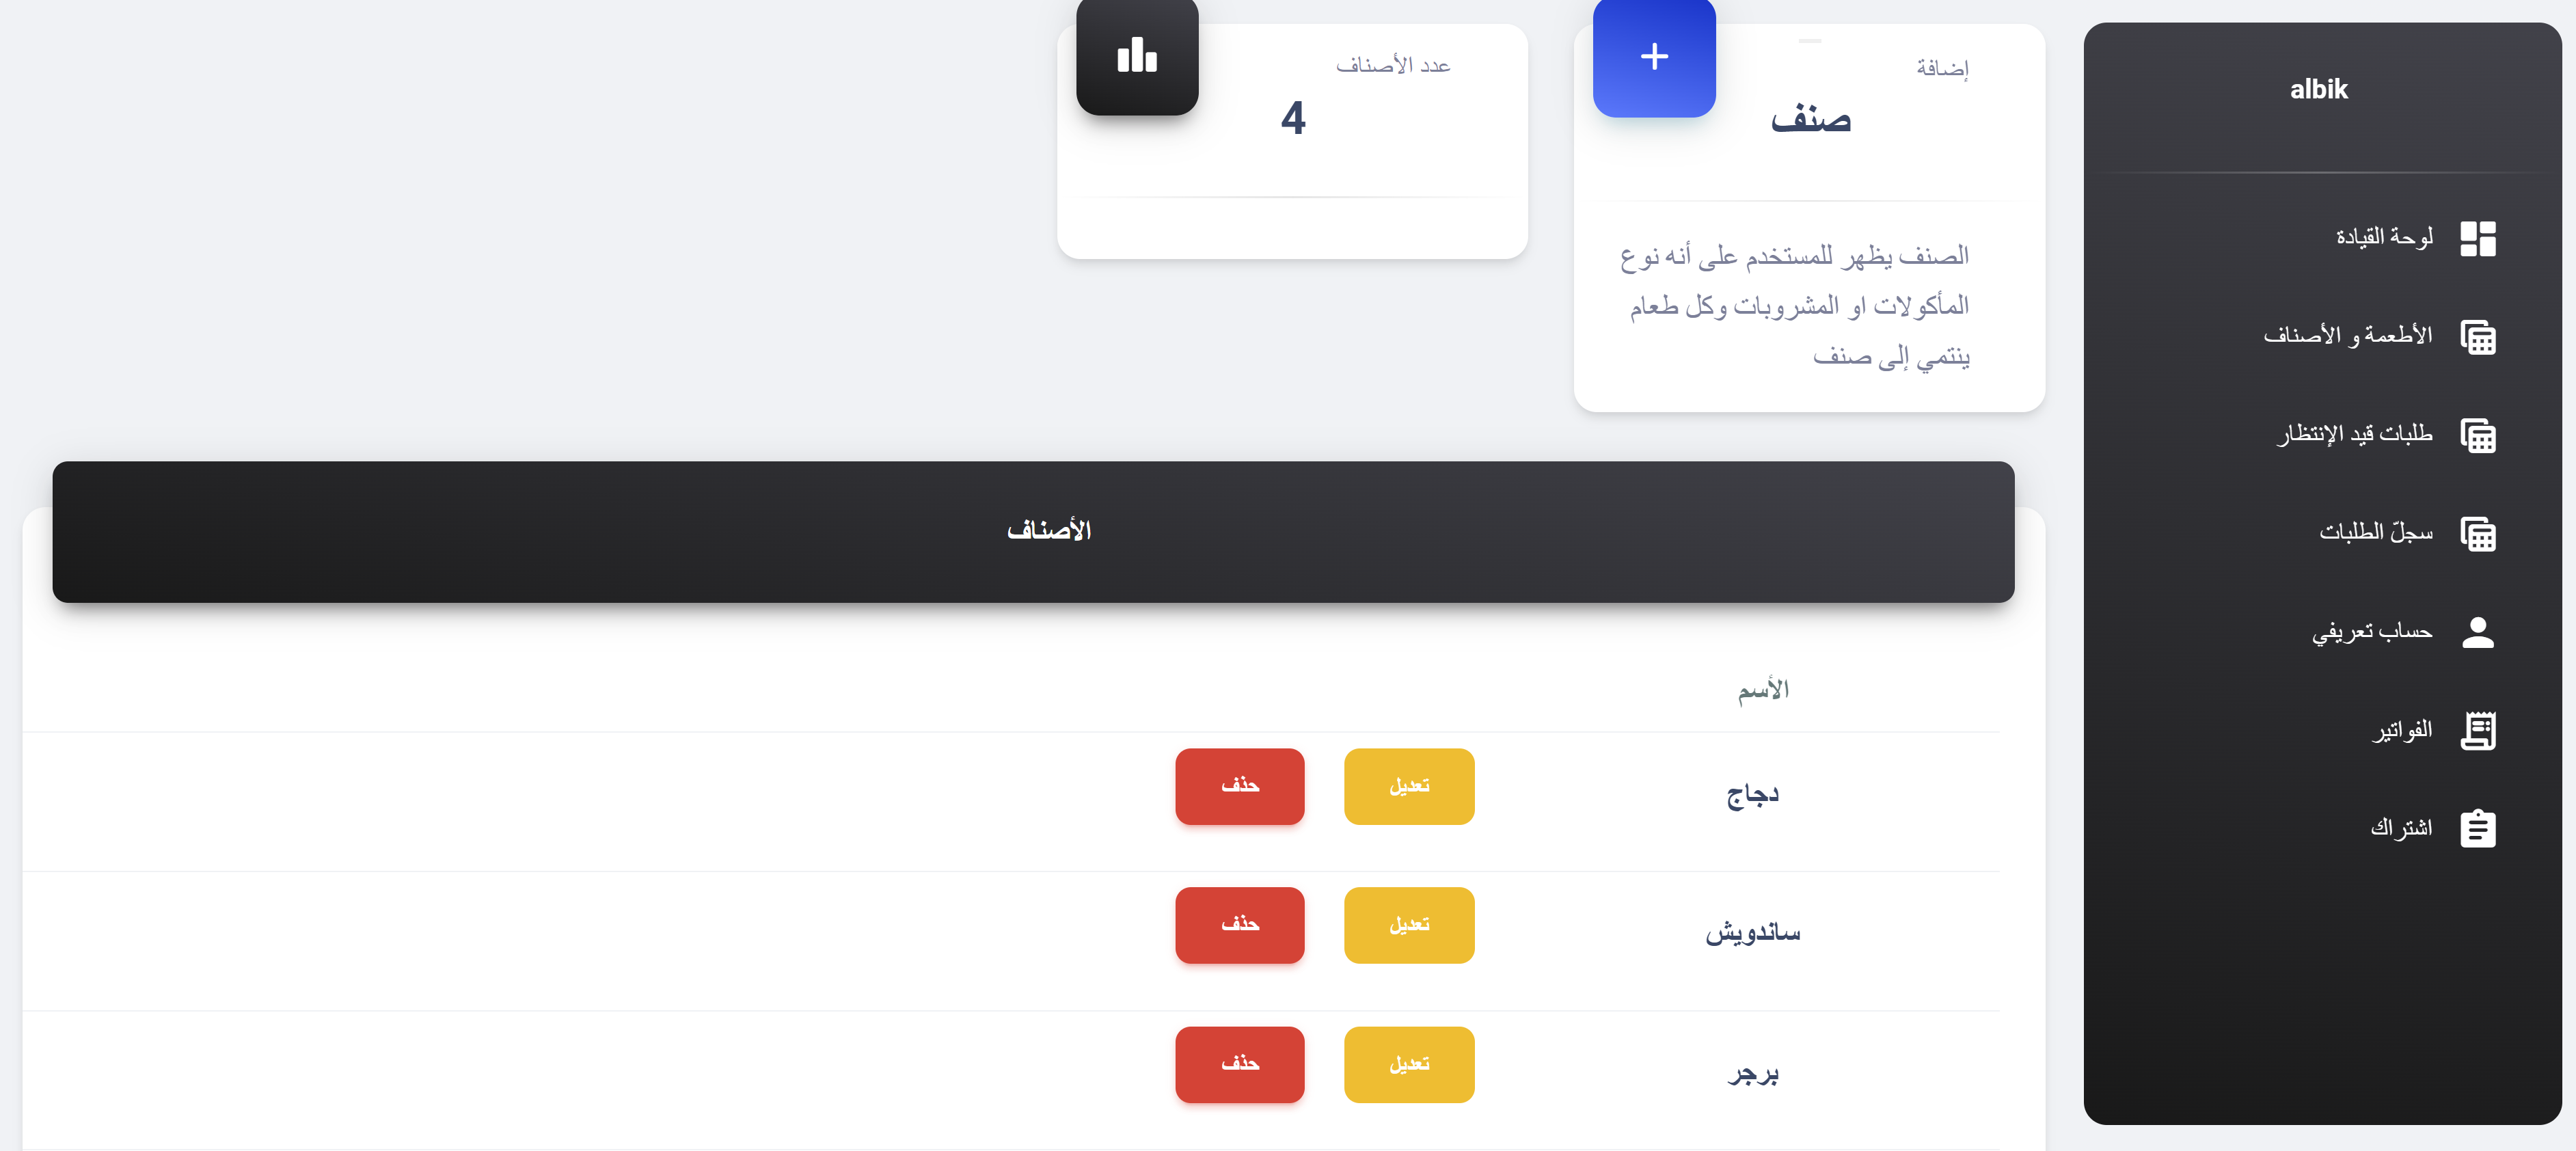 albik
لوحة القيادة
الأطعمة و الأصناف
طلبات قيد الإنتظار
سجلّ الطلبات
حساب تعريفي
الفواتير
اشتراك
إضافة
صنف
الصنف يظهر للمستخدم على أنه نوع
المأكولات او المشروبات وكل طعام
ينتمي إلى صنف
عدد الأصناف
4
الأصناف
الأسم
دجاج تعديل حذف
ساندويش تعديل حذف
برجر تعديل حذف